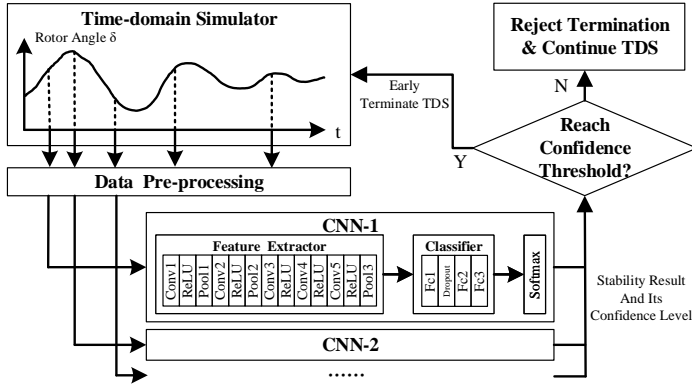 Time-domain Simulator
Rotor Angle δ
t
Reject Termination
& Continue TDS
N
Early
Terminate TDS
Y
Reach
Confidence
Threshold?
Data Pre-processing
CNN-1
Feature Extractor
Conv1
ReLU
Pool1
Conv2
ReLU
Pool2
Conv3
ReLU
Conv4
ReLU
Conv5
ReLU
Pool3
Classifier
Fc1
Dropout
Fc2
Fc3
Softmax
Stability Result
And Its
Confidence Level
CNN-2
……